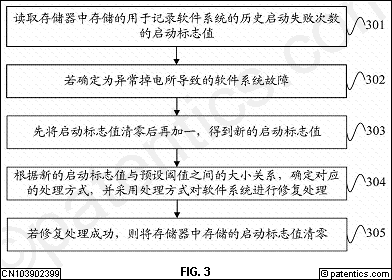 读取存储器中存储的用于记录软件系统的历史启动失败次数
的启动标志值
301
若确定为异常掉电所导致的软件系统故障
302
先将启动标志值清零后再加一，得到新的启动标志值
303
根据新的启动标志值与预设阈值之间的大小关系，确定对应
的处理方式，并采用处理方式对软件系统进行修复处理
304
若修复处理成功，则将存储器中存储的启动标志值清零
305
CN103902399
FIG. 3
© patentics.com